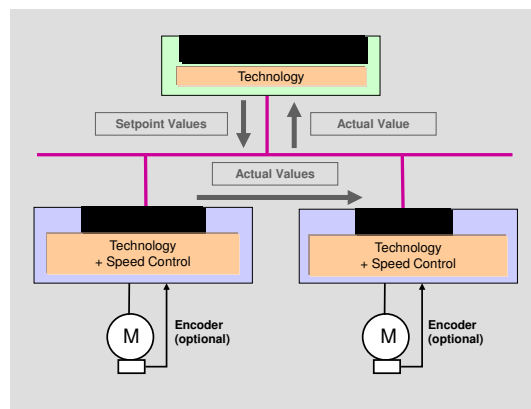 Technology
Setpoint Values
Actual Value
Actual Values
Technology
+ Speed Control
Technology
+ Speed Control
M
Encoder
(optional)
M
Encoder
(optional)